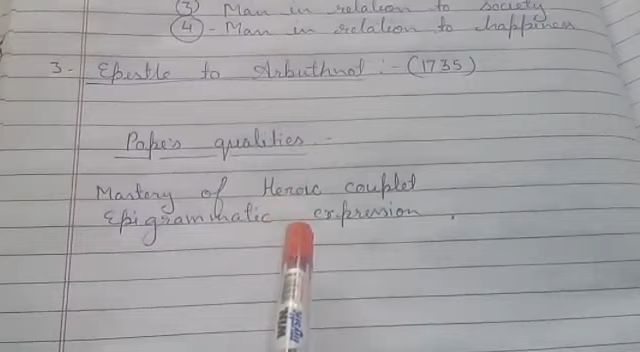 (3) Man in relation to society
(4) - Man in relation to happiness
3 - Epistle to Arbuthnot :- (1735)
Pope's qualities -
Mastery of Heroic couplet
Epigrammatic expression .